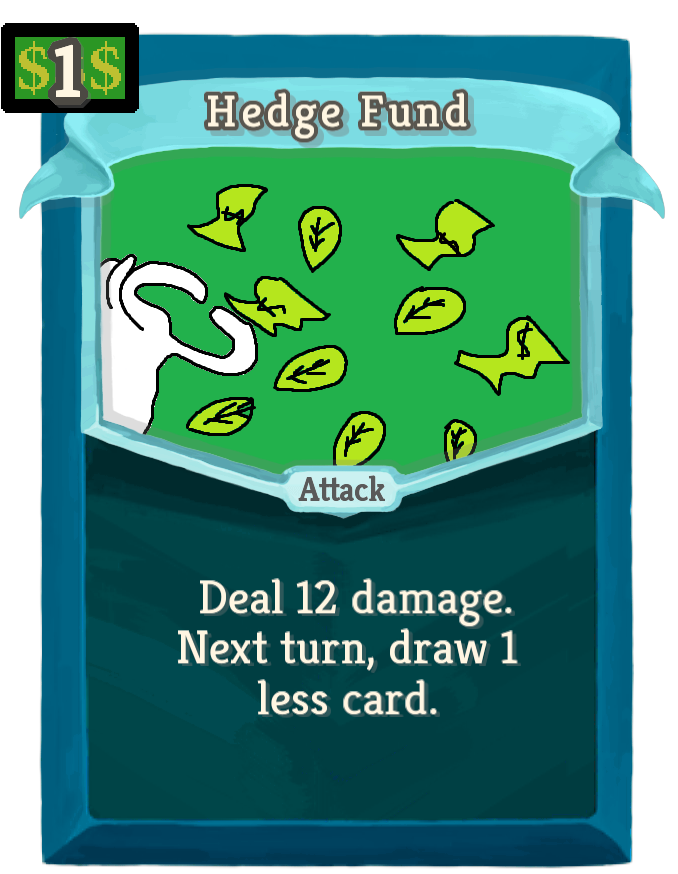 $1$
Hedge Fund
$
$
$
$
Attack
Deal 12 damage.
Next turn, draw 1
less card.